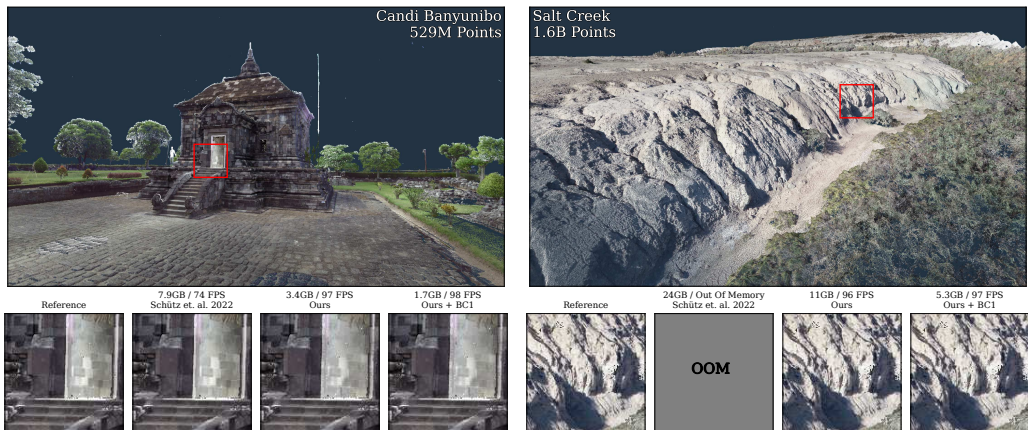 Candi Banyunibo
529M Points
Salt Creek
1.6B Points
Reference
7.9GB / 74 FPS
Schütz et. al. 2022
3.4GB / 97 FPS
Ours
1.7GB / 98 FPS
Ours + BC1
Reference
24GB / Out Of Memory
Schütz et. al. 2022
11GB / 96 FPS
Ours
5.3GB / 97 FPS
Ours + BC1
OOM